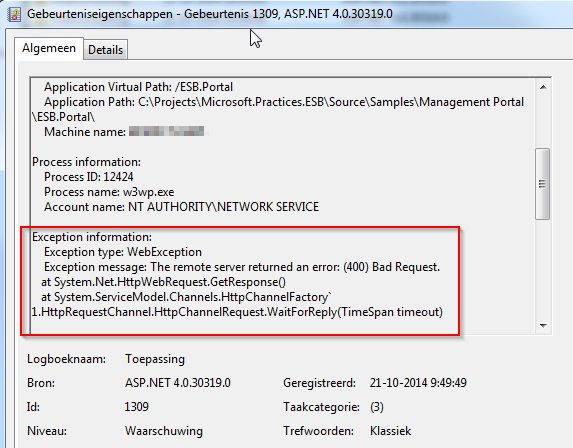 Gebeurteniseigenschappen - Gebeurtenis 1309, ASP.NET 4.0.30319.0
Algemeen Details
Application Virtual Path: /ESB.Portal
Application Path: C:\Projects\Microsoft.Practices.ESB\Source\Samples\Management Portal
\ESB.Portal\
Machine name:
Process information:
Process ID: 12424
Process name: w3wp.exe
Account name: NT AUTHORITY\NETWORK SERVICE
Exception information:
Exception type: WebException
Exception message: The remote server returned an error: (400) Bad Request.
at System.Net.HttpWebRequest.GetResponse()
at System.ServiceModel.Channels.HttpChannelFactory`
1.HttpRequestChannel.HttpChannelRequest.WaitForReply(TimeSpan timeout)
Logboeknaam: Toepassing
Bron: ASP.NET 4.0.30319.0 Geregistreerd: 21-10-2014 9:49:49
Id: 1309 Taakcategorie: (3)
Niveau: Waarschuwing Trefwoorden: Klassiek